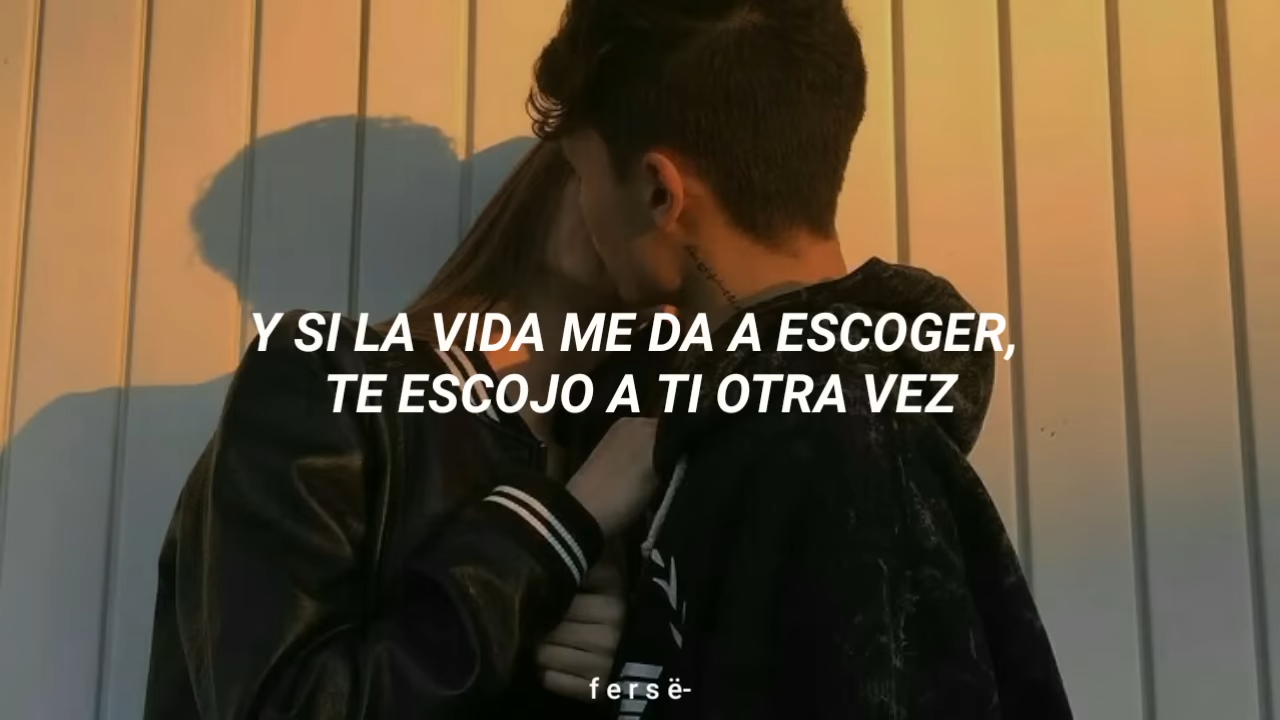 Y SI LA VIDA ME DA A ESCOGER,
TE ESCOJO A TI OTRA VEZ
f e r s ë-